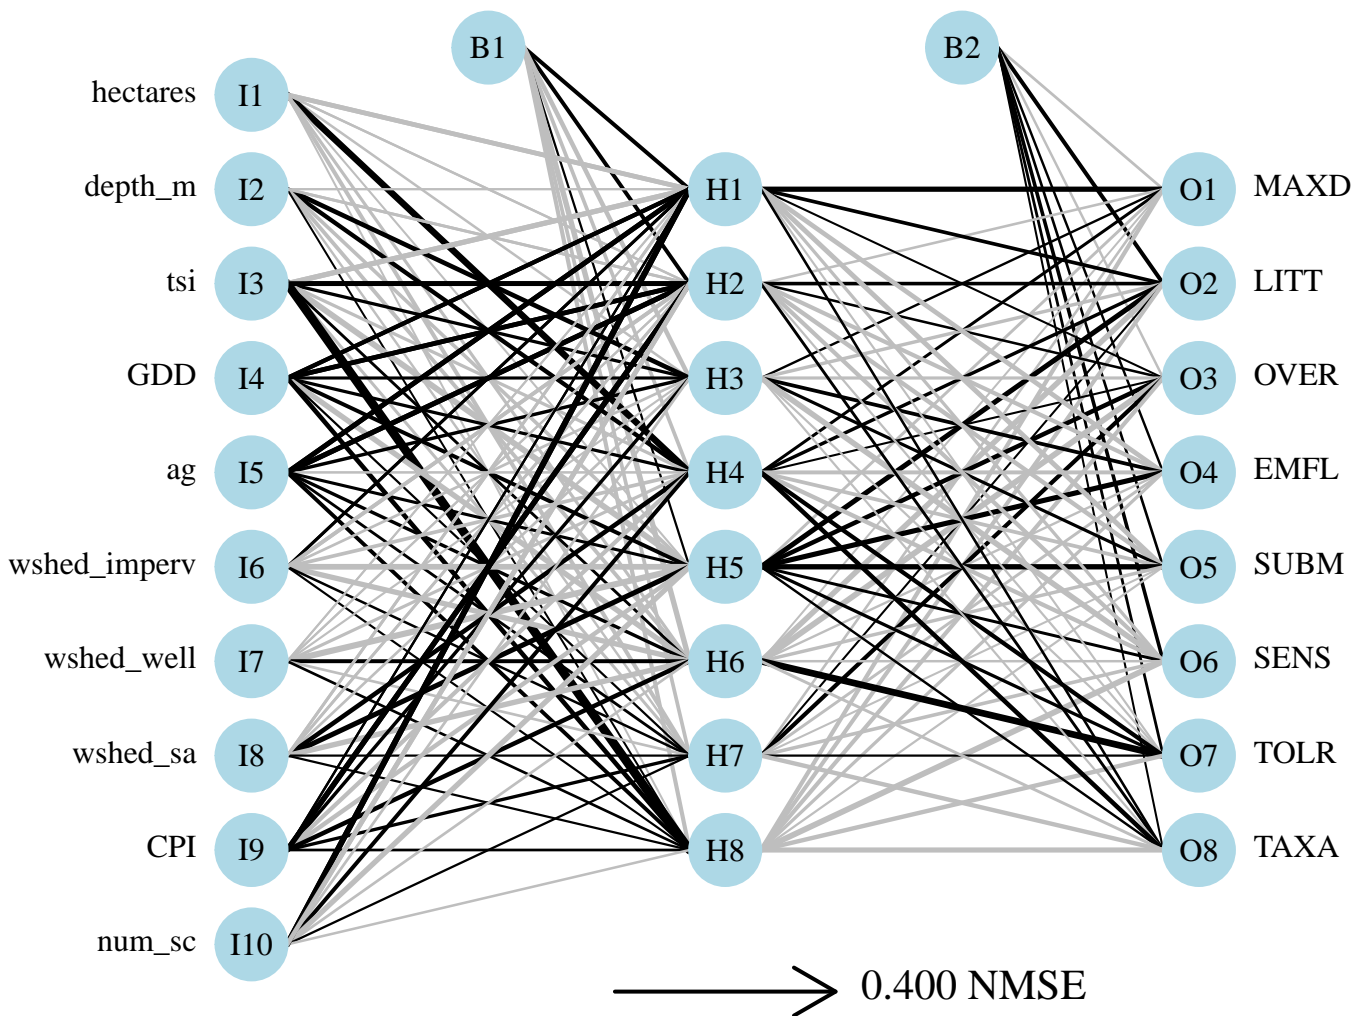 B1 B2
hectares I1
depth_m I2 H1 O1 MAXD
tsi I3 H2 O2 LITT
GDD I4 H3 O3 OVER
ag I5 H4 O4 EMFL
wshed_imperv I6 H5 O5 SUBM
wshed_well I7 H6 O6 SENS
wshed_sa I8 H7 O7 TOLR
CPI I9 H8 O8 TAXA
num_sc I10
0.400 NMSE